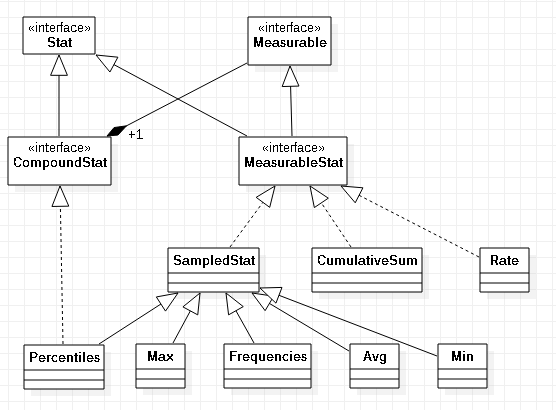 «interface»
Stat
«interface»
Measurable
+1
«interface»
CompoundStat
«interface»
MeasurableStat
SampledStat
CumulativeSum
Rate
Percentiles
Max
Frequencies
Avg
Min